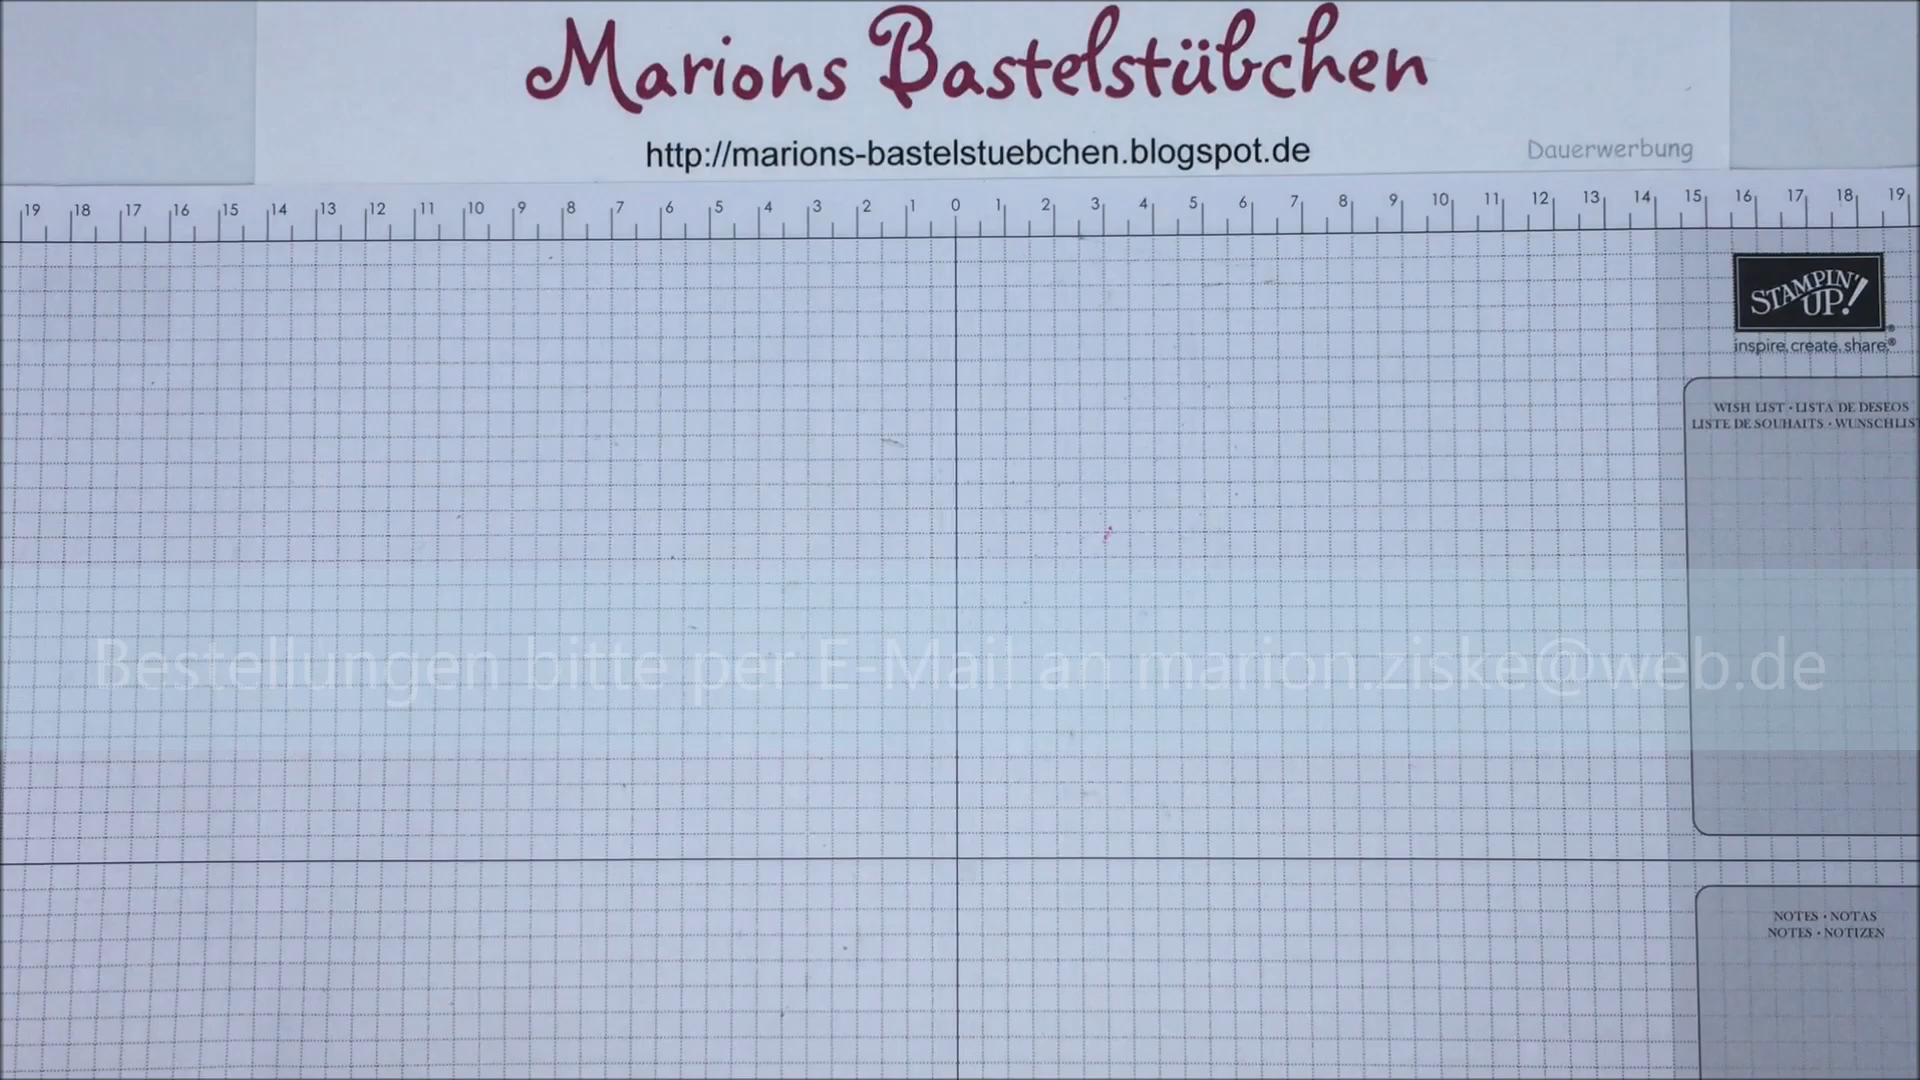 Marions Bastelstübchen
http://marions-bastelstuebchen.blogspot.de
Dauerwerbung
19 18 17 16 15 14 13 12 11 10 9 8 7 6 5 4 3 2 1 0 1 2 3 4 5 6 7 8 9 10 11 12 13 14 15 16 17 18 19
STAMPIN' UP!®
inspire.create.share.®
WISH LIST • LISTA DE DESEOS
LISTE DE SOUHAITS • WUNSCHLIST
Bestellungen bitte per E-Mail an marion.ziske@web.de
NOTES • NOTAS
NOTES • NOTIZEN